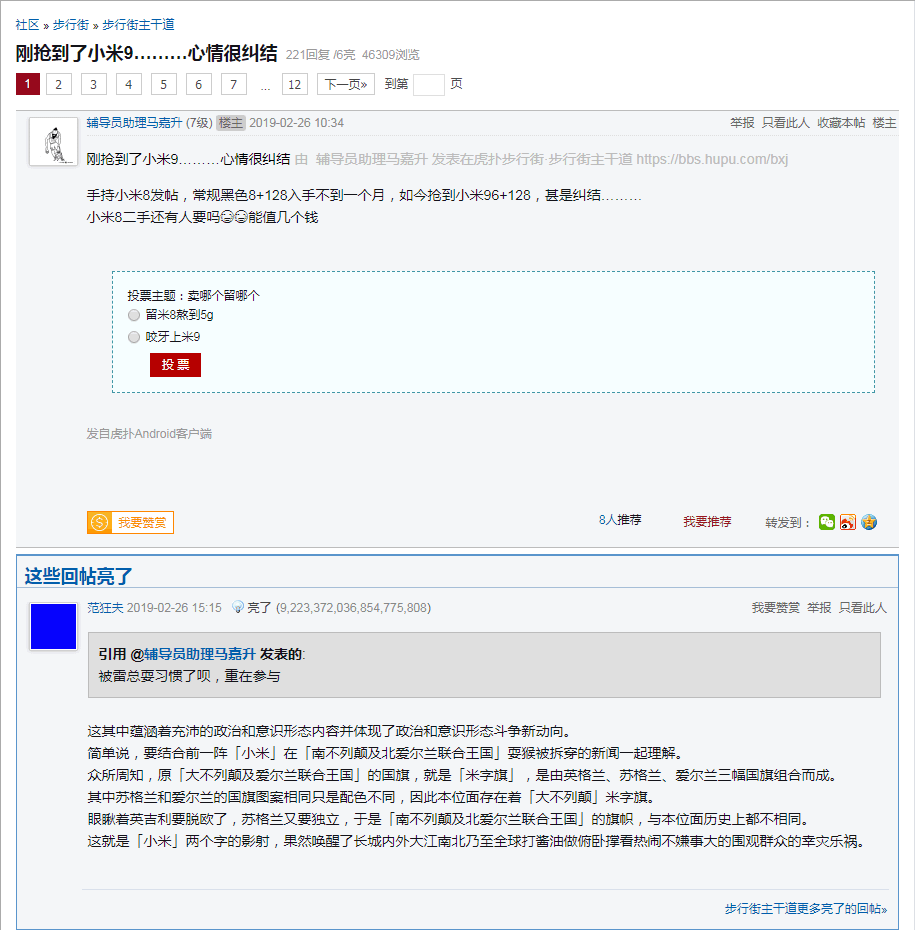 社区 » 步行街 » 步行街主干道
刚抢到了小米9………心情很纠结 221回复 /6亮 46309浏览
1 2 3 4 5 6 7 ... 12 下一页» 到第 页
辅导员助理马嘉升 (7级) 楼主 2019-02-26 10:34 举报 只看此人 收藏本帖 楼主
刚抢到了小米9………心情很纠结 由 辅导员助理马嘉升 发表在虎扑步行街·步行街主干道 https://bbs.hupu.com/bxj
手持小米8发帖，常规黑色8+128入手不到一个月，如今抢到小米96+128，甚是纠结………
小米8二手还有人要吗😂😂能值几个钱
投票主题：卖哪个留哪个
留米8熬到5g
咬牙上米9
投 票
发自虎扑Android客户端
我要赞赏 8人推荐 我要推荐 转发到：
这些回帖亮了
范狂夫 2019-02-26 15:15 亮了 (9,223,372,036,854,775,808) 我要赞赏 举报 只看此人
引用 @辅导员助理马嘉升 发表的:
被雷总耍习惯了呗，重在参与
这其中蕴涵着充沛的政治和意识形态内容并体现了政治和意识形态斗争新动向。
简单说，要结合前一阵「小米」在「南不列颠及北爱尔兰联合王国」耍猴被拆穿的新闻一起理解。
众所周知，原「大不列颠及爱尔兰联合王国」的国旗，就是「米字旗」，是由英格兰、苏格兰、爱尔兰三幅国旗组合而成。
其中苏格兰和爱尔兰的国旗图案相同只是配色不同，因此本位面存在着「大不列颠」米字旗。
眼瞅着英吉利要脱欧了，苏格兰又要独立，于是「南不列颠及北爱尔兰联合王国」的旗帜，与本位面历史上都不相同。
这就是「小米」两个字的影射，果然唤醒了长城内外大江南北乃至全球打酱油做俯卧撑看热闹不嫌事大的围观群众的幸灾乐祸。
步行街主干道更多亮了的回帖»